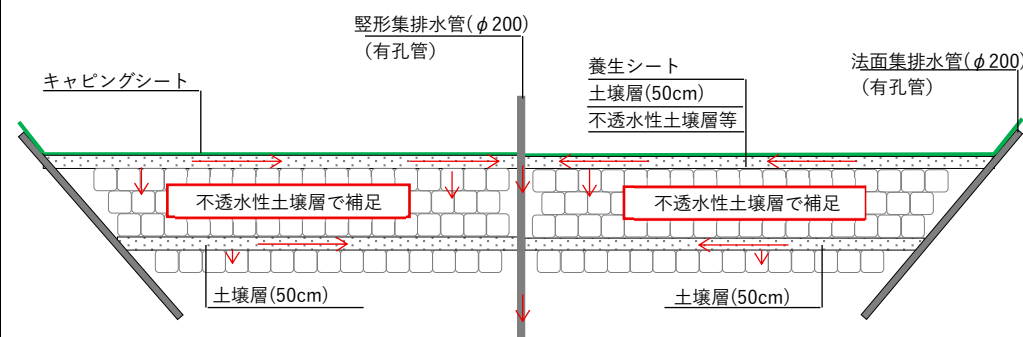 竪形集排水管(φ200)
(有孔管)
キャピングシート
養生シート
土壌層(50cm)
不透水性土壌層等
法面集排水管(φ200)
(有孔管)
不透水性土壌層で補足
不透水性土壌層で補足
土壌層(50cm)
土壌層(50cm)